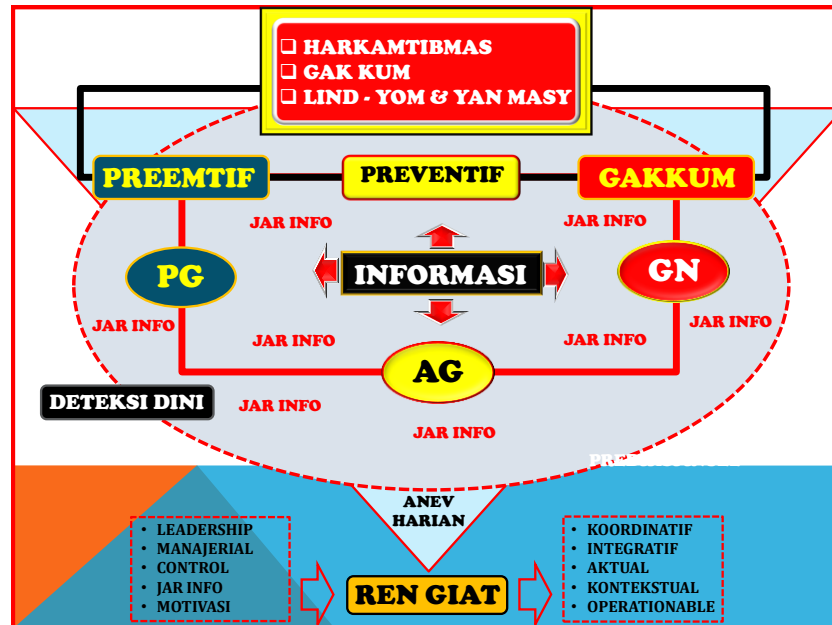 ❑ HARKAMTIBMAS
❑ GAK KUM
❑ LIND - YOM & YAN MASY
PREEMTIF
PREVENTIF
GAKKUM
JAR INFO
JAR INFO
PG
INFORMASI
GN
JAR INFO
JAR INFO
JAR INFO
JAR INFO
AG
DETEKSI DINI
JAR INFO
JAR INFO
ANEV
HARIAN
• LEADERSHIP
• MANAJERIAL
• CONTROL
• JAR INFO
• MOTIVASI
REN GIAT
• KOORDINATIF
• INTEGRATIF
• AKTUAL
• KONTEKSTUAL
• OPERATIONABLE